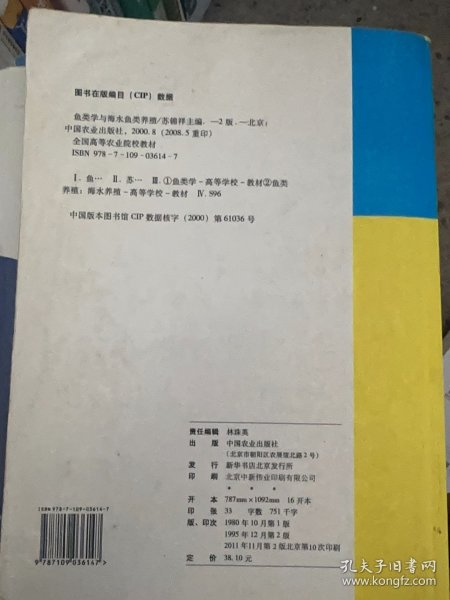 图书在版编目(CIP)数据
鱼类学与海水鱼类养殖/苏锦祥主编.—2版.—北京:
中国农业出版社,2000.8(2008.5重印)
全国高等农业院校教材
ISBN 978-7-109-03614-7
Ⅰ.鱼… Ⅱ.苏… Ⅲ.①鱼类学-高等学校-教材②鱼类
养殖:海水养殖-高等学校-教材 Ⅳ.S96
中国版本图书馆CIP数据核字(2000)第61036号
责任编辑 林珠英
出版 中国农业出版社
(北京市朝阳区农展馆北路2号)
发行 新华书店北京发行所
印刷 北京中新伟业印刷有限公司
* * *
开本 787mm×1092mm 16开本
印张 33 字数 751千字
版、印次 1980年10月第1版
1995年12月第2版
2011年11月第2版北京第10次印刷
定价 38.10元
ISBN 978-7-109-03614-7
9 787109 036147 >
孔夫子旧书网
www.kongfz.com